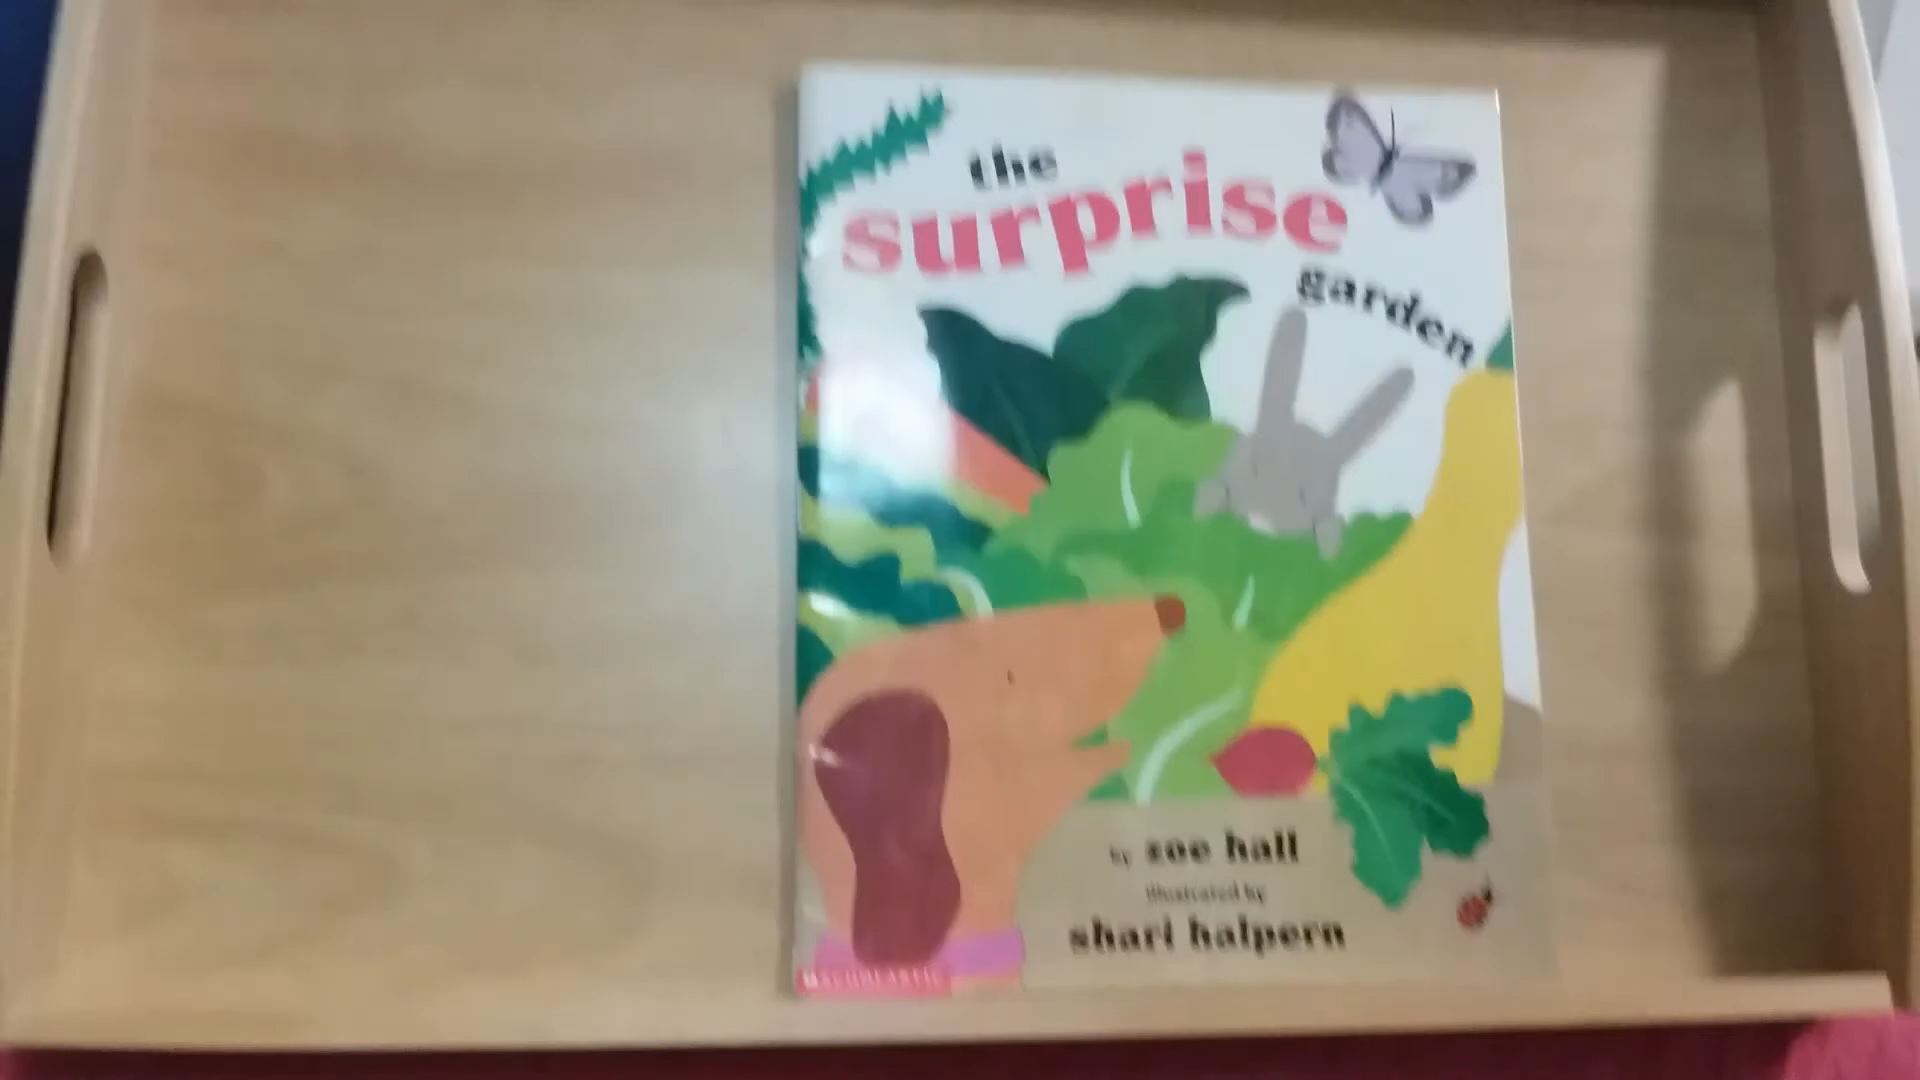 the
surprise
garden
by zoe hall
illustrated by
shari halpern
SCHOLASTIC